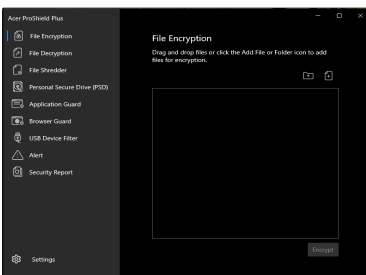 Acer ProShield Plus
File Encryption
File Decryption
File Shredder
Personal Secure Drive (PSD)
Application Guard
Browser Guard
USB Device Filter
Alert
Security Report
Settings
File Encryption
Drag and drop files or click the Add File or Folder icon to add
files for encryption.
Encrypt